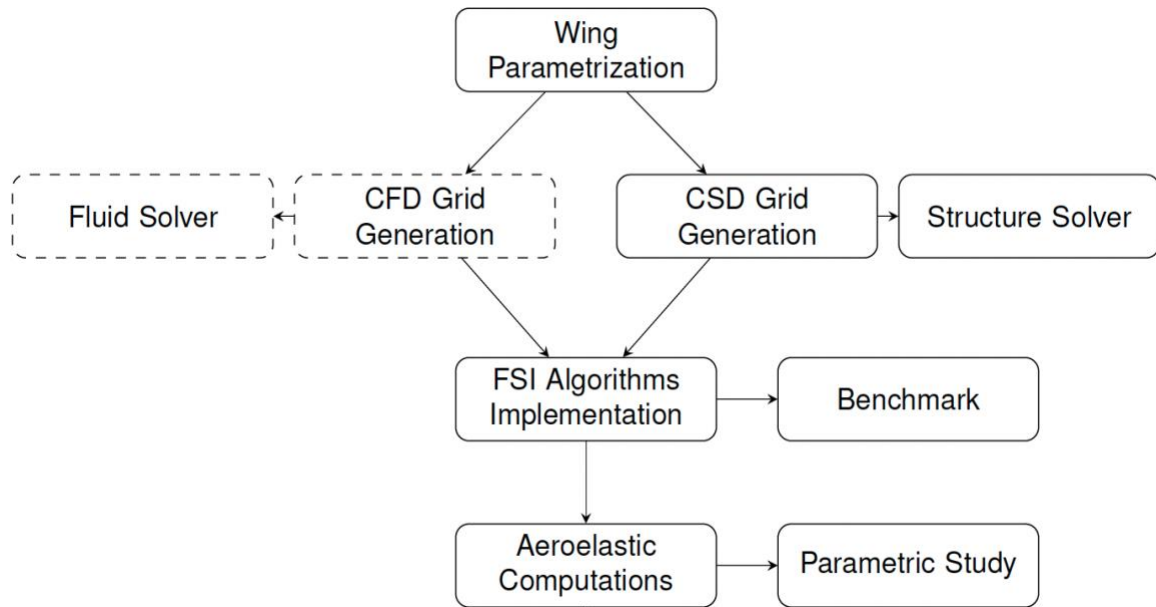 Wing
Parametrization
Fluid Solver
CFD Grid
Generation
CSD Grid
Generation
Structure Solver
FSI Algorithms
Implementation
Benchmark
Aeroelastic
Computations
Parametric Study